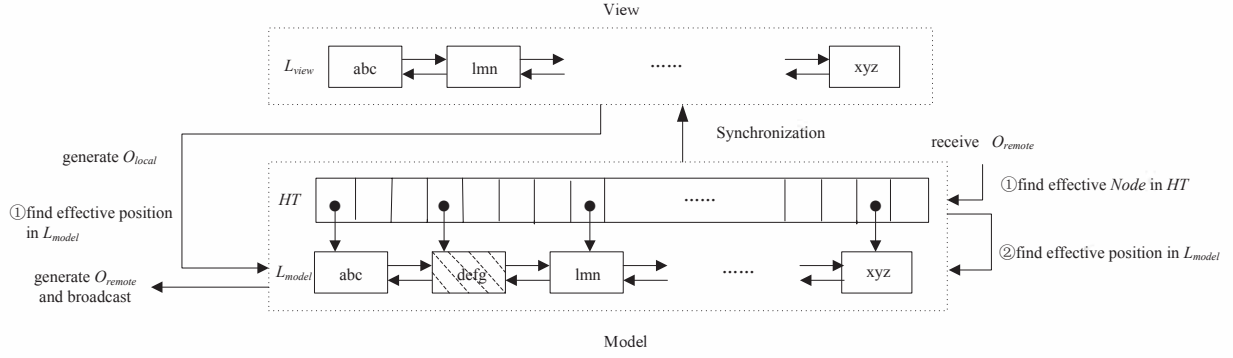 View
L_view
abc
lmn
......
xyz
generate O_local
Synchronization
receive O_remote
①find effective position
in L_model
HT
......
①find effective Node in HT
②find effective position in L_model
L_model
abc
defg
lmn
......
xyz
generate O_remote
and broadcast
Model